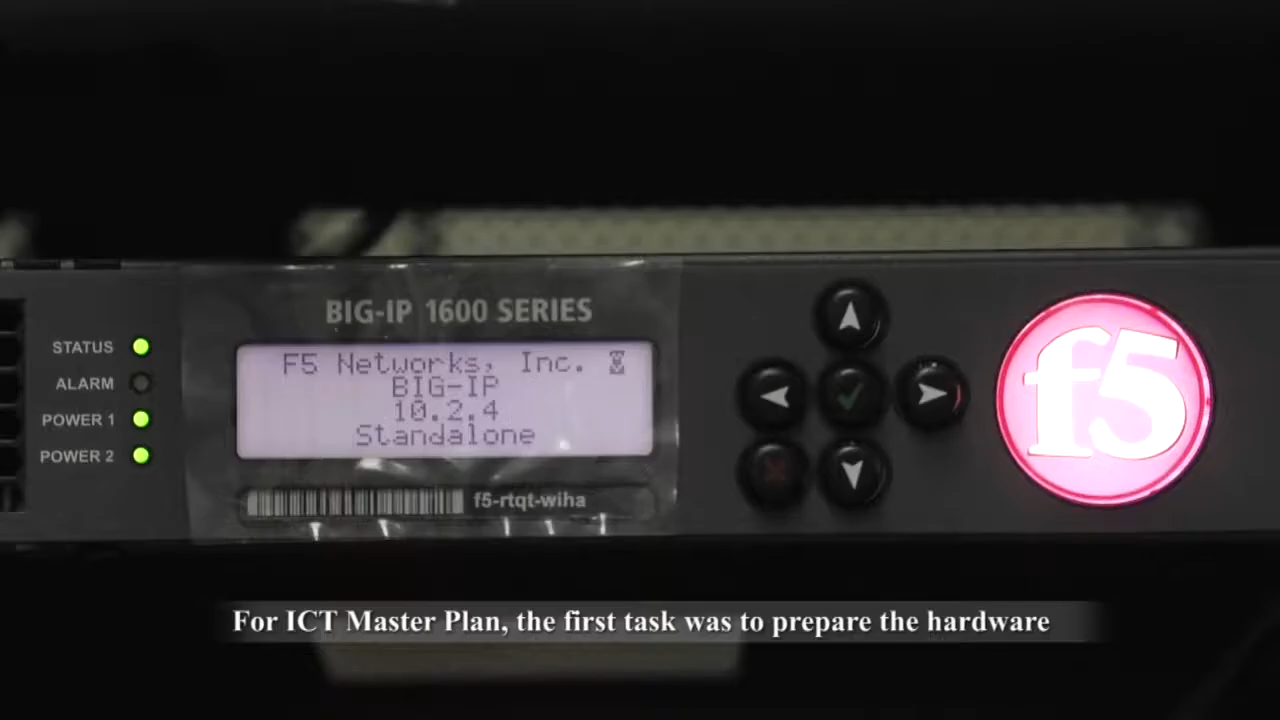 BIG-IP 1600 SERIES
STATUS
ALARM
POWER 1
POWER 2
F5 Networks, Inc.
BIG-IP
10.2.4
Standalone
f5-rtqt-wiha
f5
For ICT Master Plan, the first task was to prepare the hardware